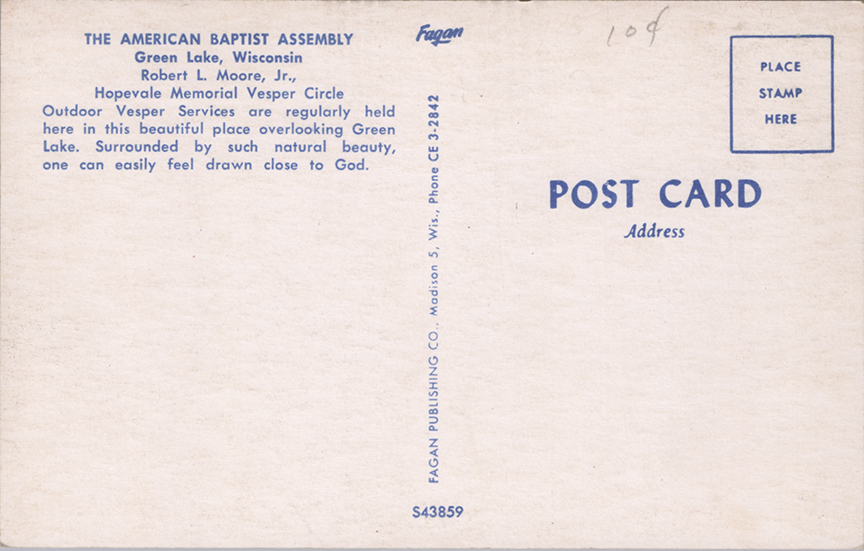 THE AMERICAN BAPTIST ASSEMBLY
Green Lake, Wisconsin
Robert L. Moore, Jr.,
Hopevale Memorial Vesper Circle
Outdoor Vesper Services are regularly held
here in this beautiful place overlooking Green
Lake. Surrounded by such natural beauty,
one can easily feel drawn close to God.
Fagan
FAGAN PUBLISHING CO., Madison 5, Wis., Phone CE 3-2842
S43859
10¢
PLACE
STAMP
HERE
POST CARD
Address